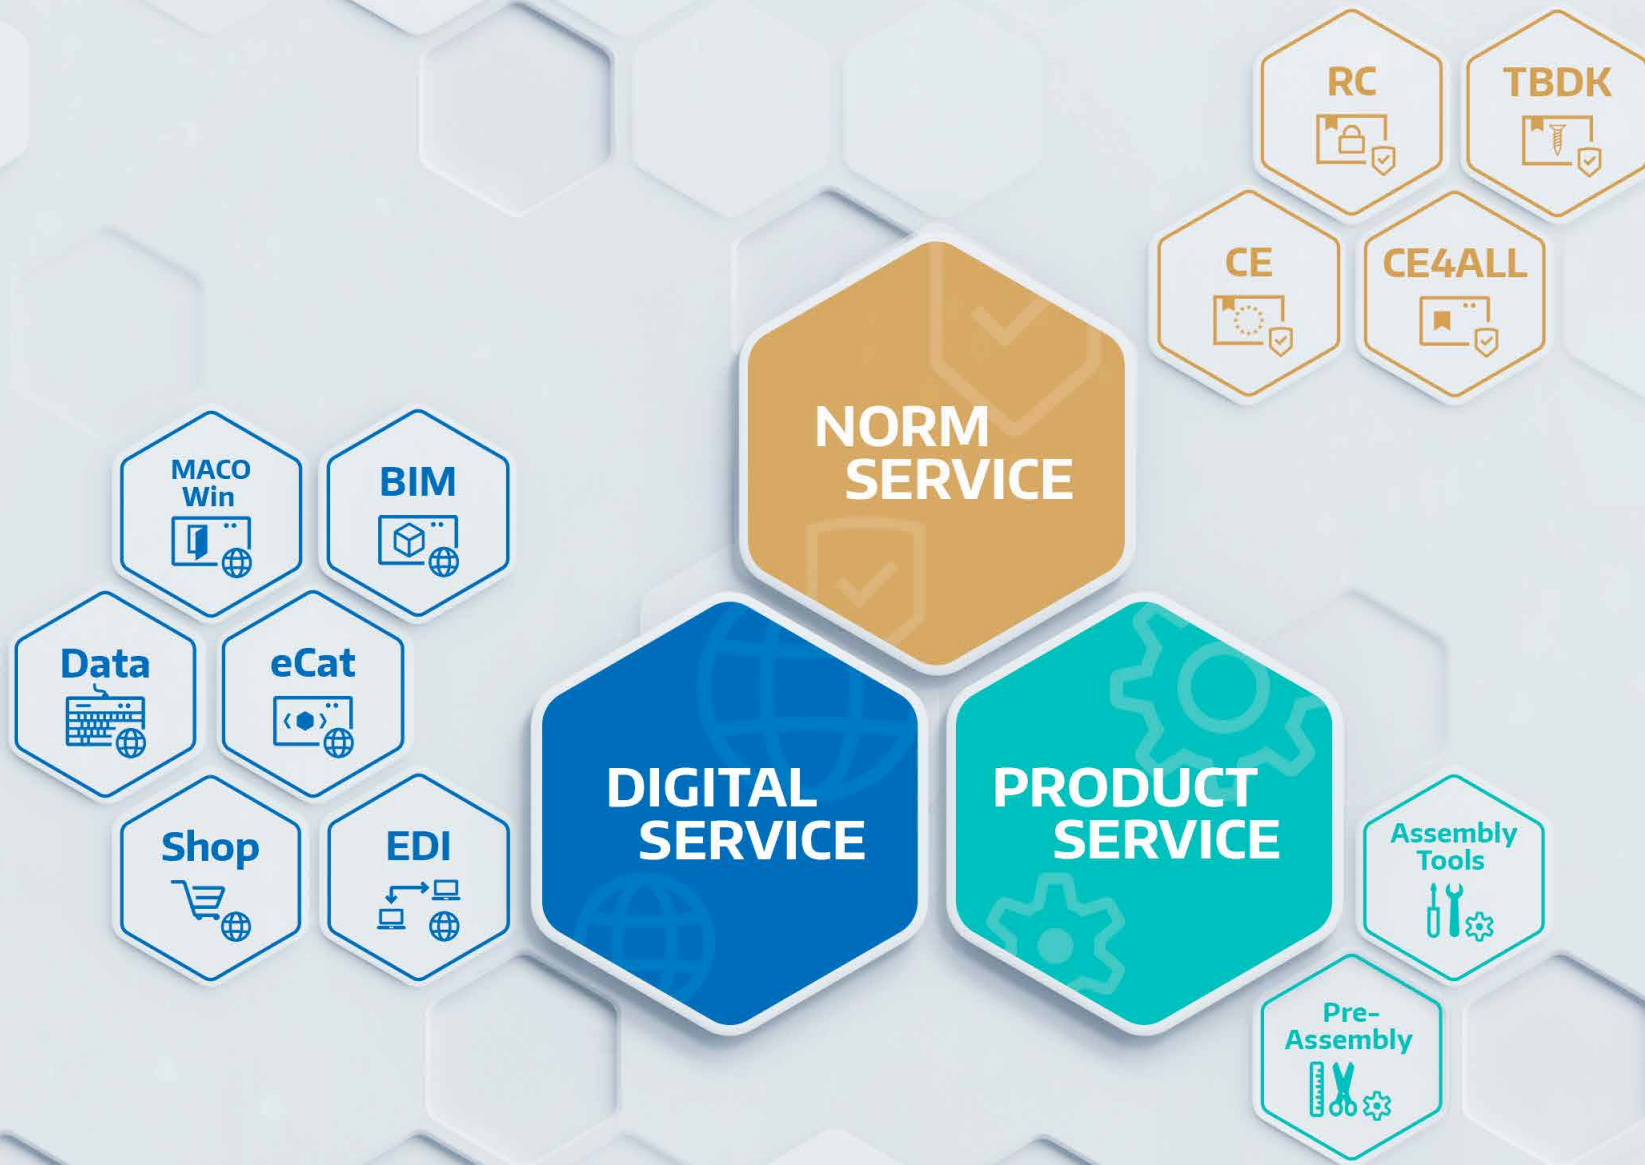 RC
TBDK
CE
CE4ALL
NORM
SERVICE
MACO
Win
BIM
Data
eCat
Shop
EDI
DIGITAL
SERVICE
PRODUCT
SERVICE
Assembly
Tools
Pre-
Assembly